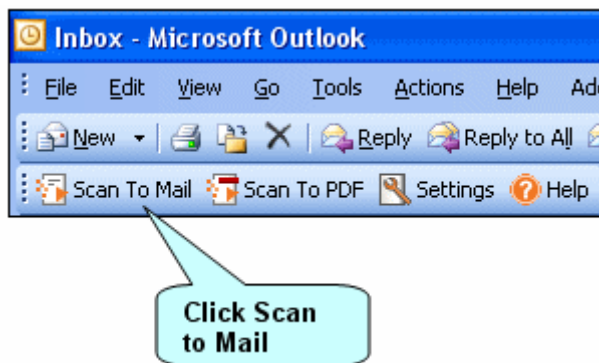 Inbox - Microsoft Outlook
File Edit View Go Tools Actions Help
New Reply Reply to All
Scan To Mail Scan To PDF Settings Help
Click Scan
to Mail